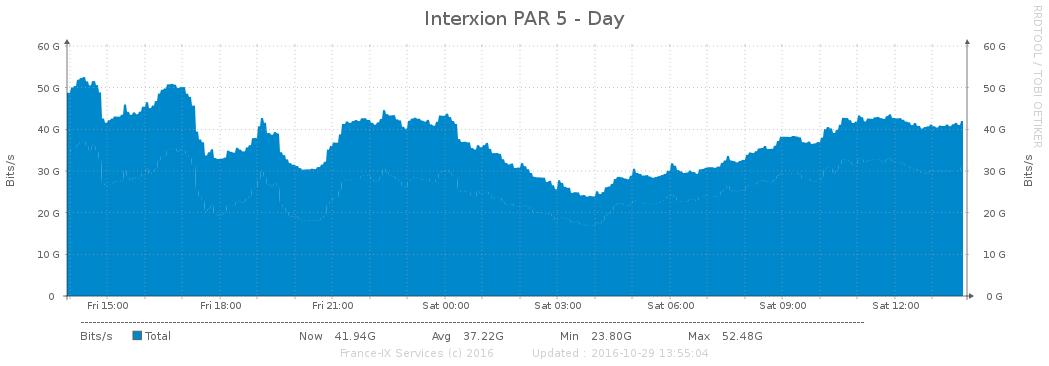 Interxion PAR 5 - Day
RRDTOOL / TOBI OETIKER
Bits/s
60 G 60 G
50 G 50 G
40 G 40 G
30 G 30 G
20 G 20 G
10 G 10 G
0 0 G
Bits/s
Fri 15:00 Fri 18:00 Fri 21:00 Sat 00:00 Sat 03:00 Sat 06:00 Sat 09:00 Sat 12:00
Bits/s Total Now 41.94G Avg 37.22G Min 23.80G Max 52.48G
France-IX Services (c) 2016 Updated : 2016-10-29 13:55:04